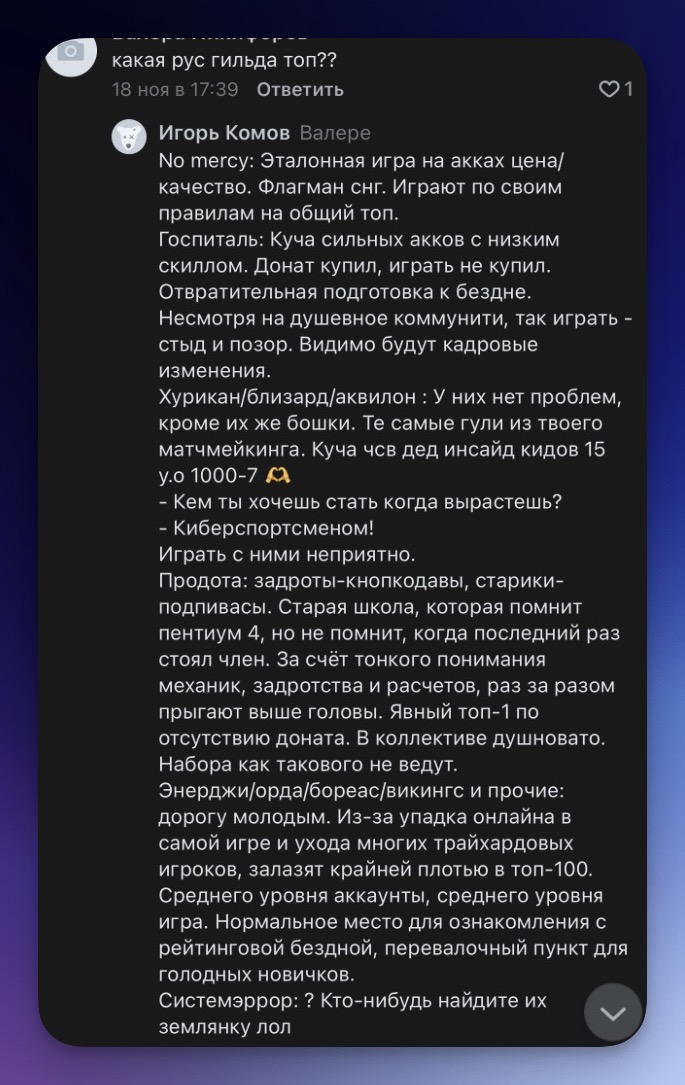 какая рус гильда топ??
18 ноя в 17:39 Ответить 1
Игорь Комов Валере
No mercy: Эталонная игра на акках цена/
качество. Флагман снг. Играют по своим
правилам на общий топ.
Госпиталь: Куча сильных акков с низким
скиллом. Донат купил, играть не купил.
Отвратительная подготовка к бездне.
Несмотря на душевное коммунити, так играть -
стыд и позор. Видимо будут кадровые
изменения.
Хурикан/близард/аквилон : У них нет проблем,
кроме их же бошки. Те самые гули из твоего
матчмейкинга. Куча чсв дед инсайд кидов 15
у.о 1000-7 🫶
- Кем ты хочешь стать когда вырастешь?
- Киберспортсменом!
Играть с ними неприятно.
Продота: задроты-кнопкодавы, старики-
подпивасы. Старая школа, которая помнит
пентиум 4, но не помнит, когда последний раз
стоял член. За счёт тонкого понимания
механик, задротства и расчетов, раз за разом
прыгают выше головы. Явный топ-1 по
отсутствию доната. В коллективе душновато.
Набора как такового не ведут.
Энерджи/орда/бореас/викингс и прочие:
дорогу молодым. Из-за упадка онлайна в
самой игре и ухода многих трайхардовых
игроков, залазят крайней плотью в топ-100.
Среднего уровня аккаунты, среднего уровня
игра. Нормальное место для ознакомления с
рейтинговой бездной, перевалочный пункт для
голодных новичков.
Системэррор: ? Кто-нибудь найдите их
землянку лол